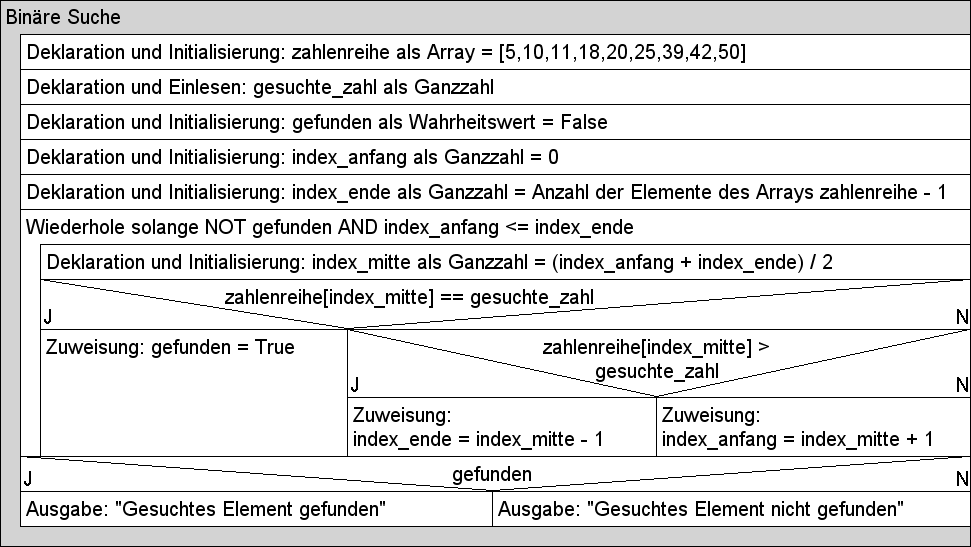 Binäre Suche
Deklaration und Initialisierung: zahlenreihe als Array = [5,10,11,18,20,25,39,42,50]
Deklaration und Einlesen: gesuchte_zahl als Ganzzahl
Deklaration und Initialisierung: gefunden als Wahrheitswert = False
Deklaration und Initialisierung: index_anfang als Ganzzahl = 0
Deklaration und Initialisierung: index_ende als Ganzzahl = Anzahl der Elemente des Arrays zahlenreihe - 1
Wiederhole solange NOT gefunden AND index_anfang <= index_ende
Deklaration und Initialisierung: index_mitte als Ganzzahl = (index_anfang + index_ende) / 2
zahlenreihe[index_mitte] == gesuchte_zahl
J
N
Zuweisung: gefunden = True
zahlenreihe[index_mitte] >
gesuchte_zahl
J
N
Zuweisung:
index_ende = index_mitte - 1
Zuweisung:
index_anfang = index_mitte + 1
gefunden
J
N
Ausgabe: "Gesuchtes Element gefunden"
Ausgabe: "Gesuchtes Element nicht gefunden"